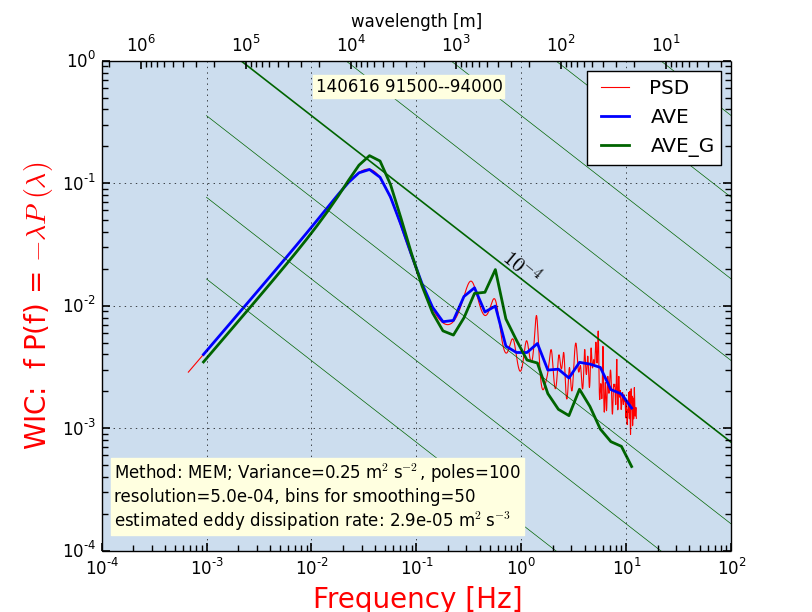 wavelength [m]
10⁶ 10⁵ 10⁴ 10³ 10² 10¹
10⁰
10⁻¹
10⁻²
10⁻³
10⁻⁴
WIC: f P(f) = −λP(λ)
140616 91500--94000
PSD
AVE
AVE_G
10⁻⁴
Method: MEM; Variance=0.25 m² s⁻², poles=100
resolution=5.0e-04, bins for smoothing=50
estimated eddy dissipation rate: 2.9e-05 m² s⁻³
10⁻⁴ 10⁻³ 10⁻² 10⁻¹ 10⁰ 10¹ 10²
Frequency [Hz]